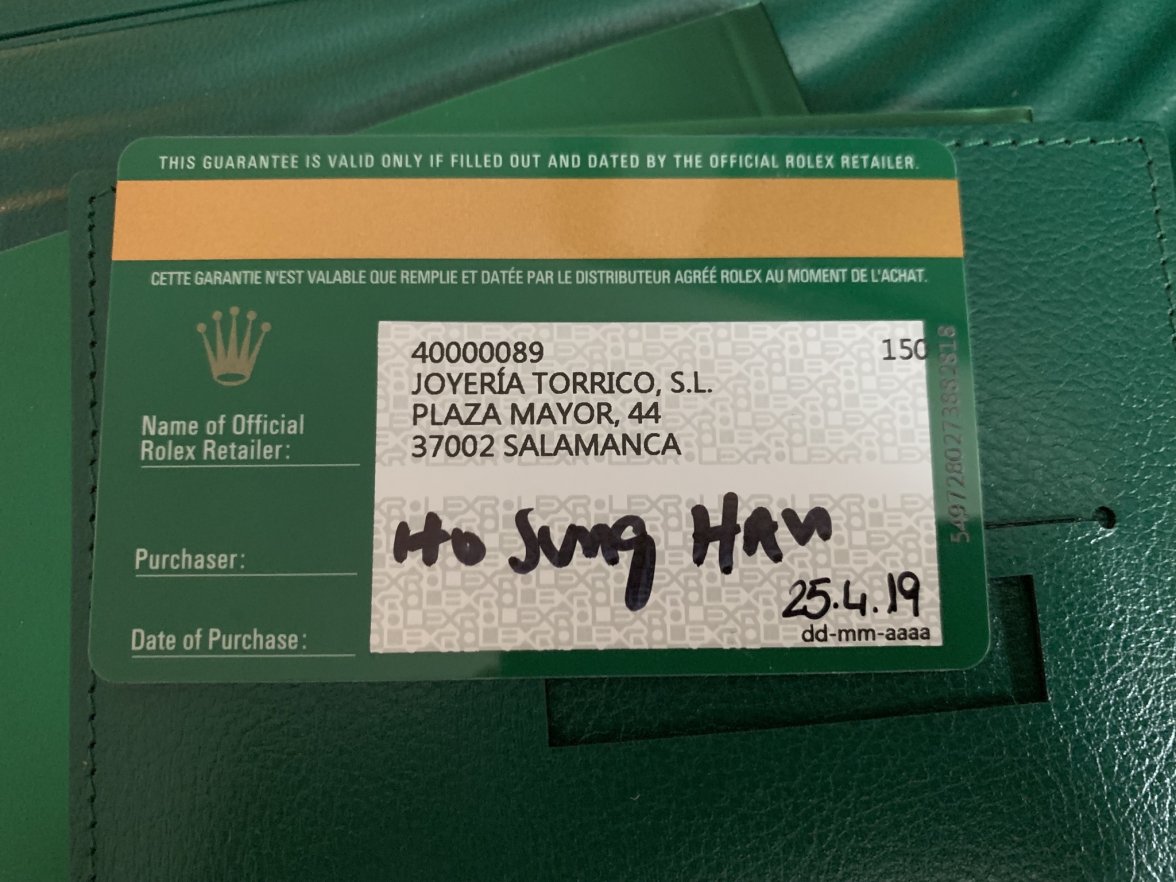 THIS GUARANTEE IS VALID ONLY IF FILLED OUT AND DATED BY THE OFFICIAL ROLEX RETAILER.
CETTE GARANTIE N'EST VALABLE QUE REMPLIE ET DATÉE PAR LE DISTRIBUTEUR AGRÉÉ ROLEX AU MOMENT DE L'ACHAT.
40000089 150
JOYERÍA TORRICO, S.L.
PLAZA MAYOR, 44
37002 SALAMANCA
Name of Official
Rolex Retailer:
Purchaser:
Ho Sung HAN
Date of Purchase:
25.4.19
dd-mm-aaaa